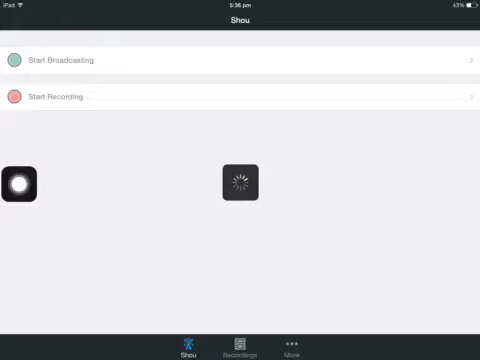 iPad 5:36 pm 43%
Shou
Start Broadcasting
Start Recording
Shou Recordings More